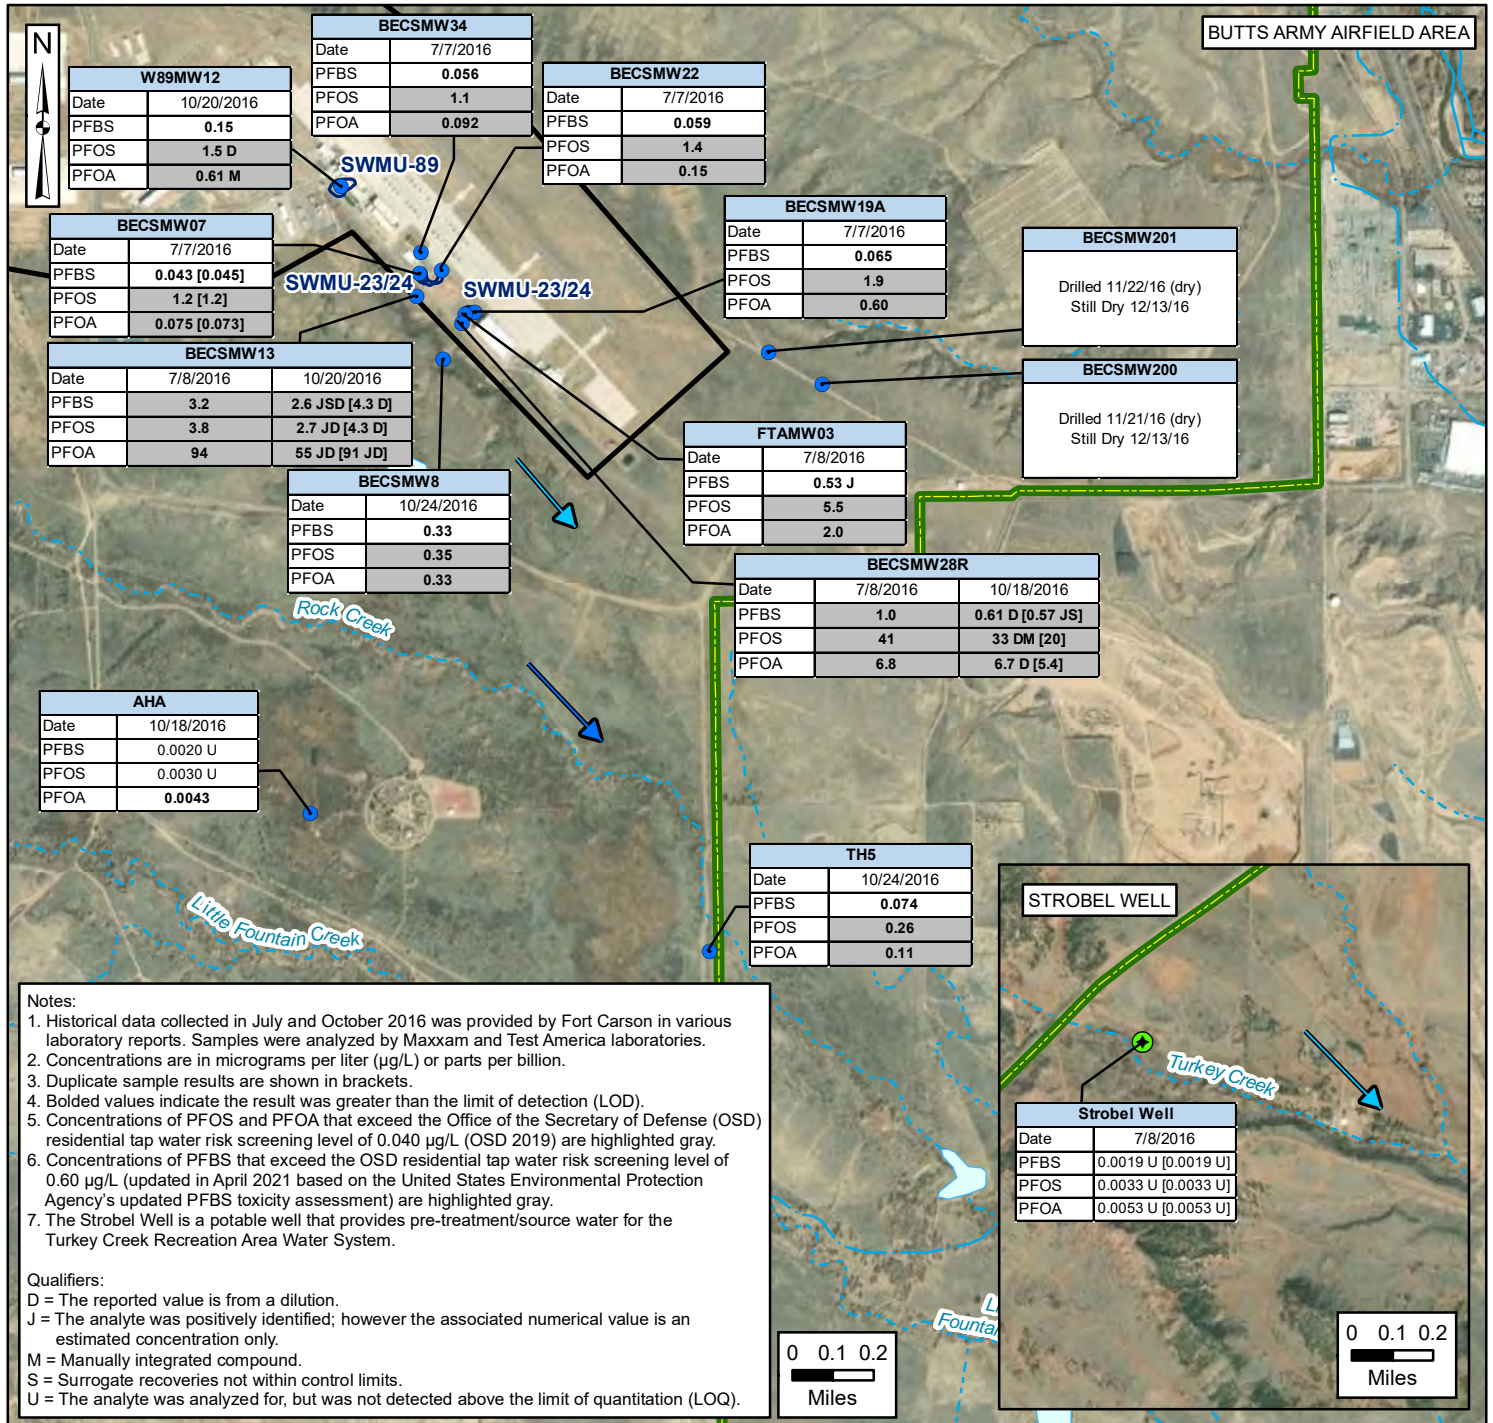 BUTTS ARMY AIRFIELD AREA
N
BECSMW34
Date 7/7/2016
PFBS 0.056
PFOS 1.1
PFOA 0.092
W89MW12
Date 10/20/2016
PFBS 0.15
PFOS 1.5 D
PFOA 0.61 M
BECSMW22
Date 7/7/2016
PFBS 0.059
PFOS 1.4
PFOA 0.15
SWMU-89
BECSMW07
Date 7/7/2016
PFBS 0.043 [0.045]
PFOS 1.2 [1.2]
PFOA 0.075 [0.073]
SWMU-23/24
SWMU-23/24
BECSMW19A
Date 7/7/2016
PFBS 0.065
PFOS 1.9
PFOA 0.60
BECSMW201
Drilled 11/22/16 (dry)
Still Dry 12/13/16
BECSMW13
Date 7/8/2016 10/20/2016
PFBS 3.2 2.6 JSD [4.3 D]
PFOS 3.8 2.7 JD [4.3 D]
PFOA 94 55 JD [91 JD]
BECSMW200
Drilled 11/21/16 (dry)
Still Dry 12/13/16
FTAMW03
Date 7/8/2016
PFBS 0.53 J
PFOS 5.5
PFOA 2.0
BECSMW8
Date 10/24/2016
PFBS 0.33
PFOS 0.35
PFOA 0.33
BECSMW28R
Date 7/8/2016 10/18/2016
PFBS 1.0 0.61 D [0.57 JS]
PFOS 41 33 DM [20]
PFOA 6.8 6.7 D [5.4]
Rock Creek
AHA
Date 10/18/2016
PFBS 0.0020 U
PFOS 0.0030 U
PFOA 0.0043
Little Fountain Creek
TH5
Date 10/24/2016
PFBS 0.074
PFOS 0.26
PFOA 0.11
STROBEL WELL
Turkey Creek
Strobel Well
Date 7/8/2016
PFBS 0.0019 U [0.0019 U]
PFOS 0.0033 U [0.0033 U]
PFOA 0.0053 U [0.0053 U]
Notes:
1. Historical data collected in July and October 2016 was provided by Fort Carson in various
laboratory reports. Samples were analyzed by Maxxam and Test America laboratories.
2. Concentrations are in micrograms per liter (µg/L) or parts per billion.
3. Duplicate sample results are shown in brackets.
4. Bolded values indicate the result was greater than the limit of detection (LOD).
5. Concentrations of PFOS and PFOA that exceed the Office of the Secretary of Defense (OSD)
residential tap water risk screening level of 0.040 µg/L (OSD 2019) are highlighted gray.
6. Concentrations of PFBS that exceed the OSD residential tap water risk screening level of
0.60 µg/L (updated in April 2021 based on the United States Environmental Protection
Agency's updated PFBS toxicity assessment) are highlighted gray.
7. The Strobel Well is a potable well that provides pre-treatment/source water for the
Turkey Creek Recreation Area Water System.
Qualifiers:
D = The reported value is from a dilution.
J = The analyte was positively identified; however the associated numerical value is an
estimated concentration only.
M = Manually integrated compound.
S = Surrogate recoveries not within control limits.
U = The analyte was analyzed for, but was not detected above the limit of quantitation (LOQ).
0 0.1 0.2
Miles
0 0.1 0.2
Miles